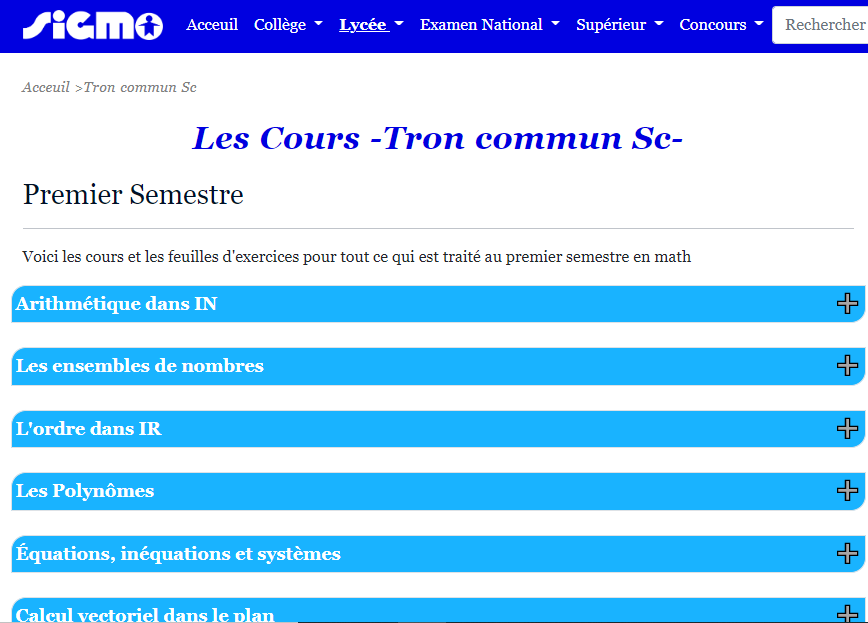 SIGMA
Acceuil Collège Lycée Examen National Supérieur Concours Rechercher
Acceuil >Tron commun Sc
Les Cours -Tron commun Sc-
Premier Semestre
Voici les cours et les feuilles d'exercices pour tout ce qui est traité au premier semestre en math
Arithmétique dans IN
Les ensembles de nombres
L'ordre dans IR
Les Polynômes
Équations, inéquations et systèmes
Calcul vectoriel dans le plan